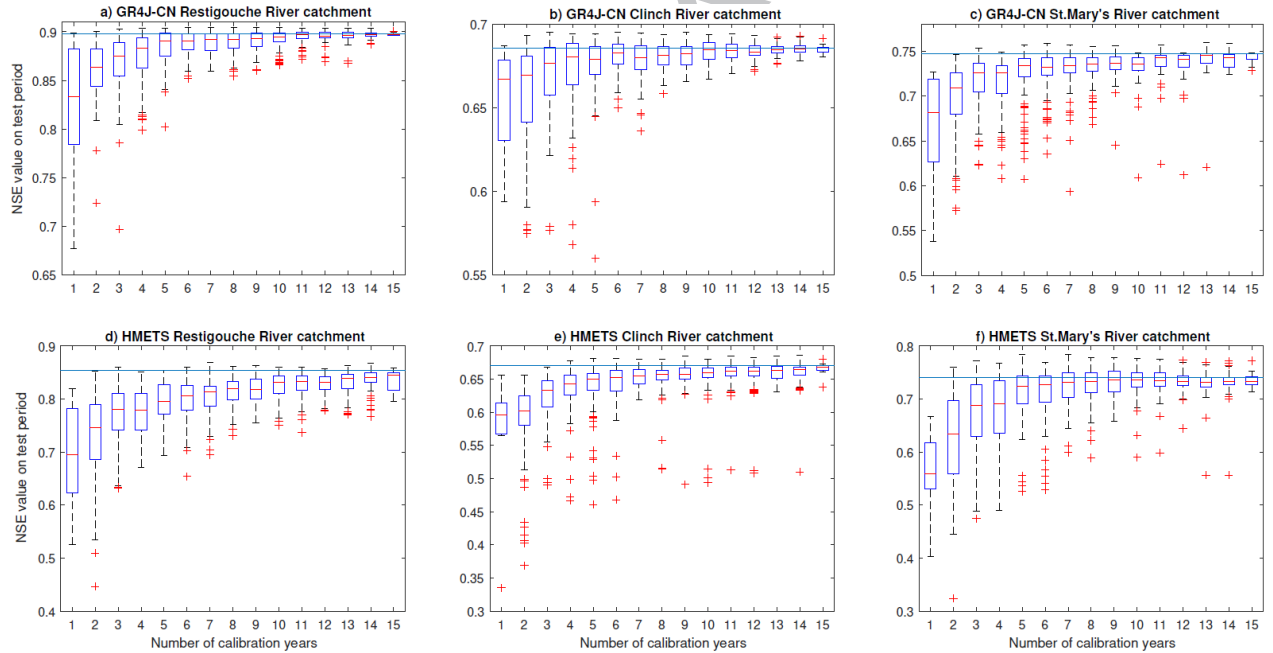 a) GR4J-CN Restigouche River catchment
NSE value on test period
0.9
0.85
0.8
0.75
0.7
0.65
1 2 3 4 5 6 7 8 9 10 11 12 13 14 15
b) GR4J-CN Clinch River catchment
0.7
0.65
0.6
0.55
1 2 3 4 5 6 7 8 9 10 11 12 13 14 15
c) GR4J-CN St.Mary's River catchment
0.75
0.7
0.65
0.6
0.55
0.5
1 2 3 4 5 6 7 8 9 10 11 12 13 14 15
d) HMETS Restigouche River catchment
NSE value on test period
0.9
0.8
0.7
0.6
0.5
0.4
1 2 3 4 5 6 7 8 9 10 11 12 13 14 15
Number of calibration years
e) HMETS Clinch River catchment
0.7
0.65
0.6
0.55
0.5
0.45
0.4
0.35
0.3
1 2 3 4 5 6 7 8 9 10 11 12 13 14 15
Number of calibration years
f) HMETS St.Mary's River catchment
0.8
0.7
0.6
0.5
0.4
0.3
1 2 3 4 5 6 7 8 9 10 11 12 13 14 15
Number of calibration years